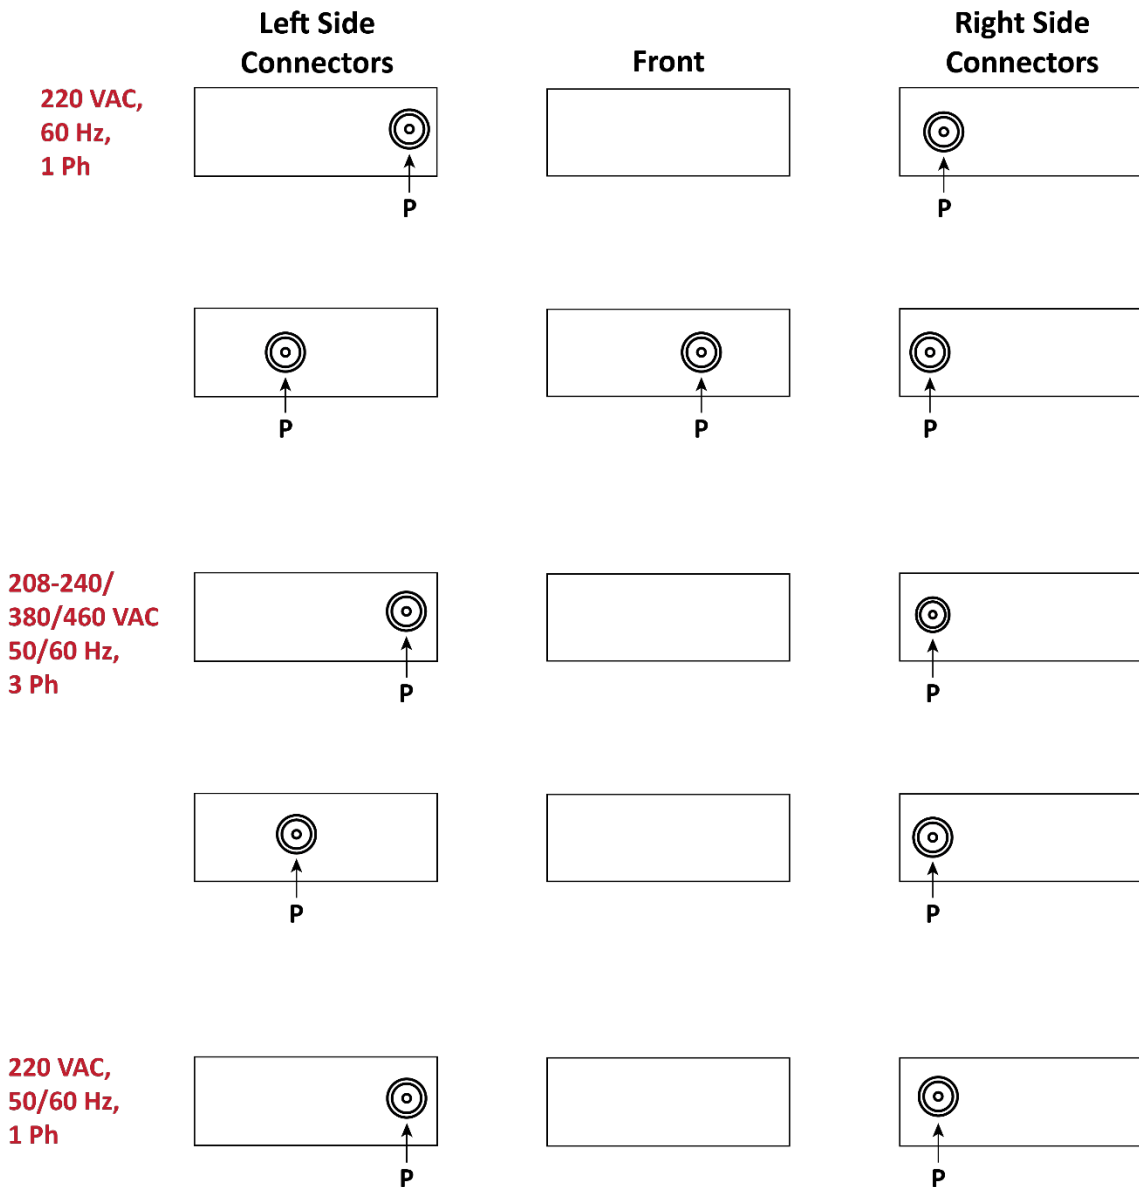 Left Side
Connectors
Front
Right Side
Connectors
220 VAC,
60 Hz,
1 Ph
P
P
P
P
P
208-240/
380/460 VAC
50/60 Hz,
3 Ph
P
P
P
P
220 VAC,
50/60 Hz,
1 Ph
P
P